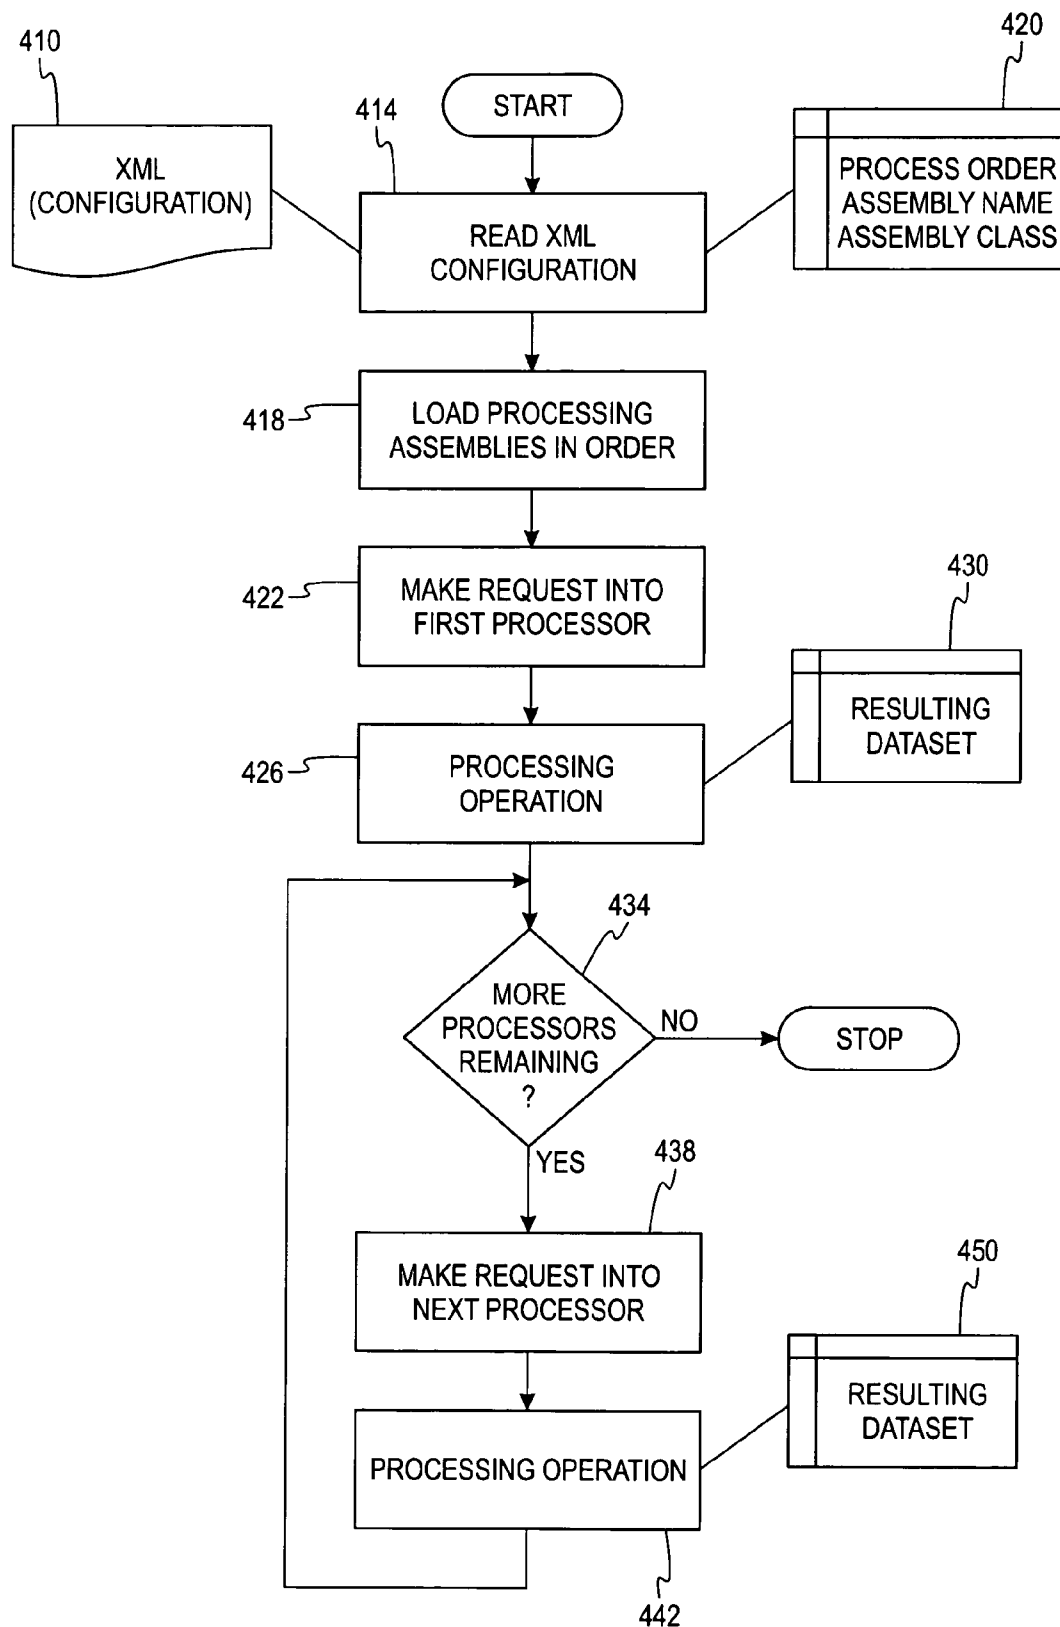 410
420
START
414
XML
(CONFIGURATION)
PROCESS ORDER
ASSEMBLY NAME
ASSEMBLY CLASS
READ XML
CONFIGURATION
418
LOAD PROCESSING
ASSEMBLIES IN ORDER
422
MAKE REQUEST INTO
FIRST PROCESSOR
430
RESULTING
DATASET
426
PROCESSING
OPERATION
434
MORE
PROCESSORS
REMAINING
?
NO
STOP
YES
438
MAKE REQUEST INTO
NEXT PROCESSOR
450
RESULTING
DATASET
PROCESSING OPERATION
442